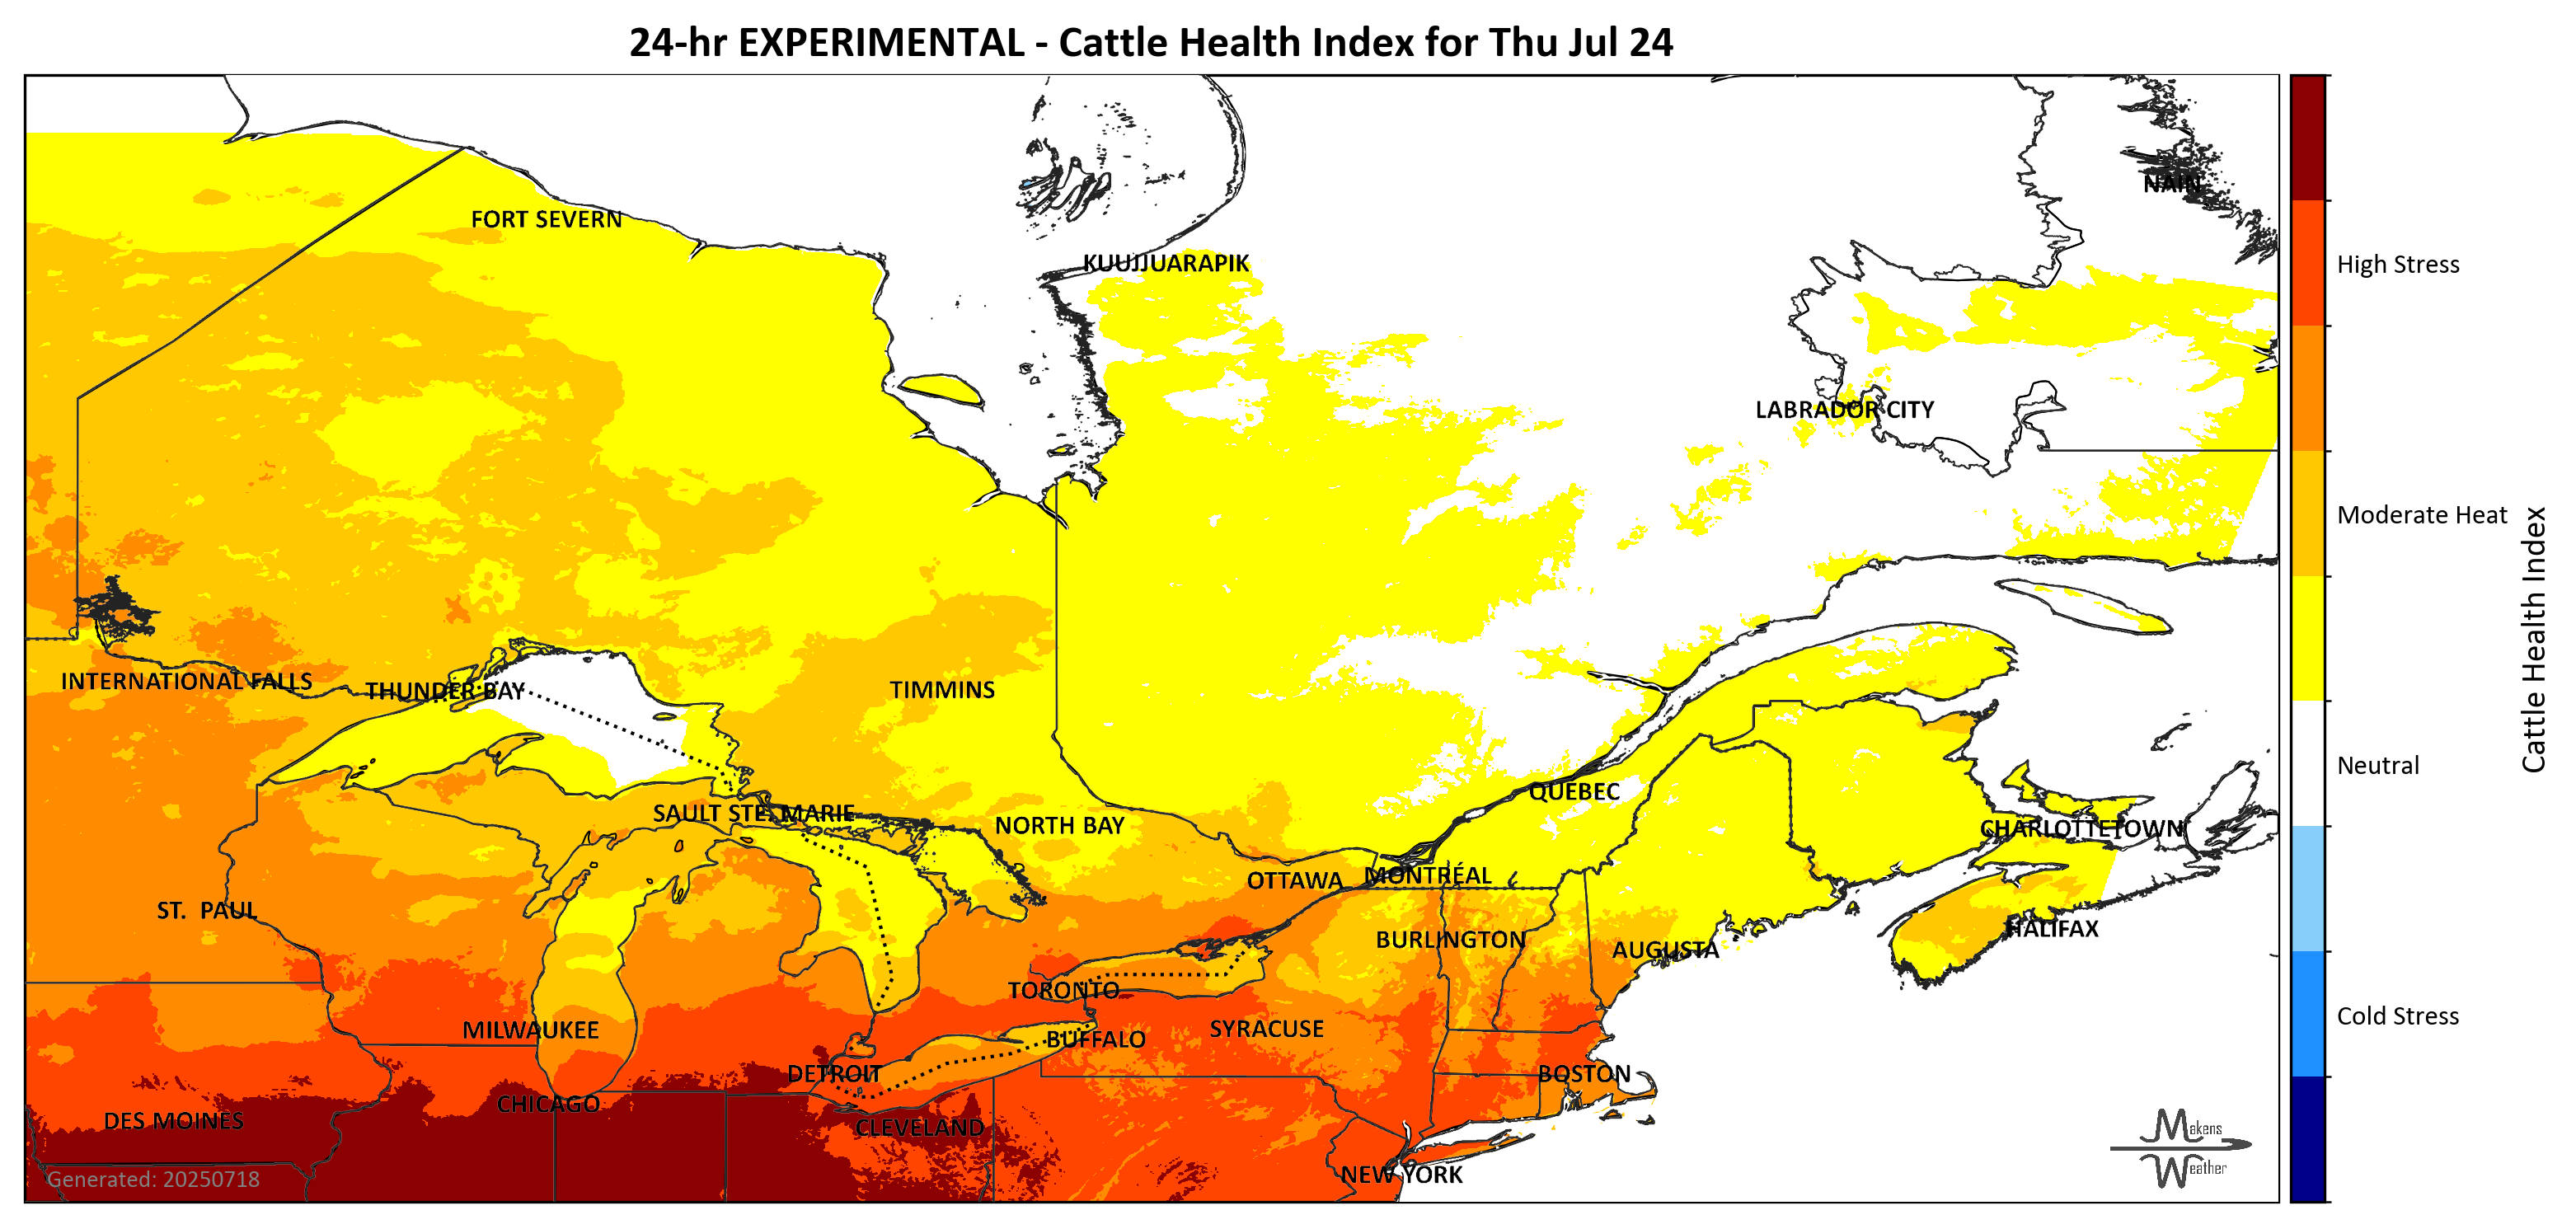 24-hr EXPERIMENTAL - Cattle Health Index for Thu Jul 24
NAIN
FORT SEVERN
KUUJJUARAPIK
High Stress
LABRADOR CITY
Moderate Heat
Cattle Health Index
INTERNATIONAL FALLS
THUNDER BAY
TIMMINS
Neutral
QUEBEC
SAULT STE. MARIE
NORTH BAY
CHARLOTTETOWN
OTTAWA
MONTRÉAL
ST. PAUL
HALIFAX
BURLINGTON
AUGUSTA
TORONTO
Cold Stress
MILWAUKEE
SYRACUSE
BUFFALO
DETROIT
BOSTON
CHICAGO
DES MOINES
CLEVELAND
Makens
Weather
NEW YORK
Generated: 20250718